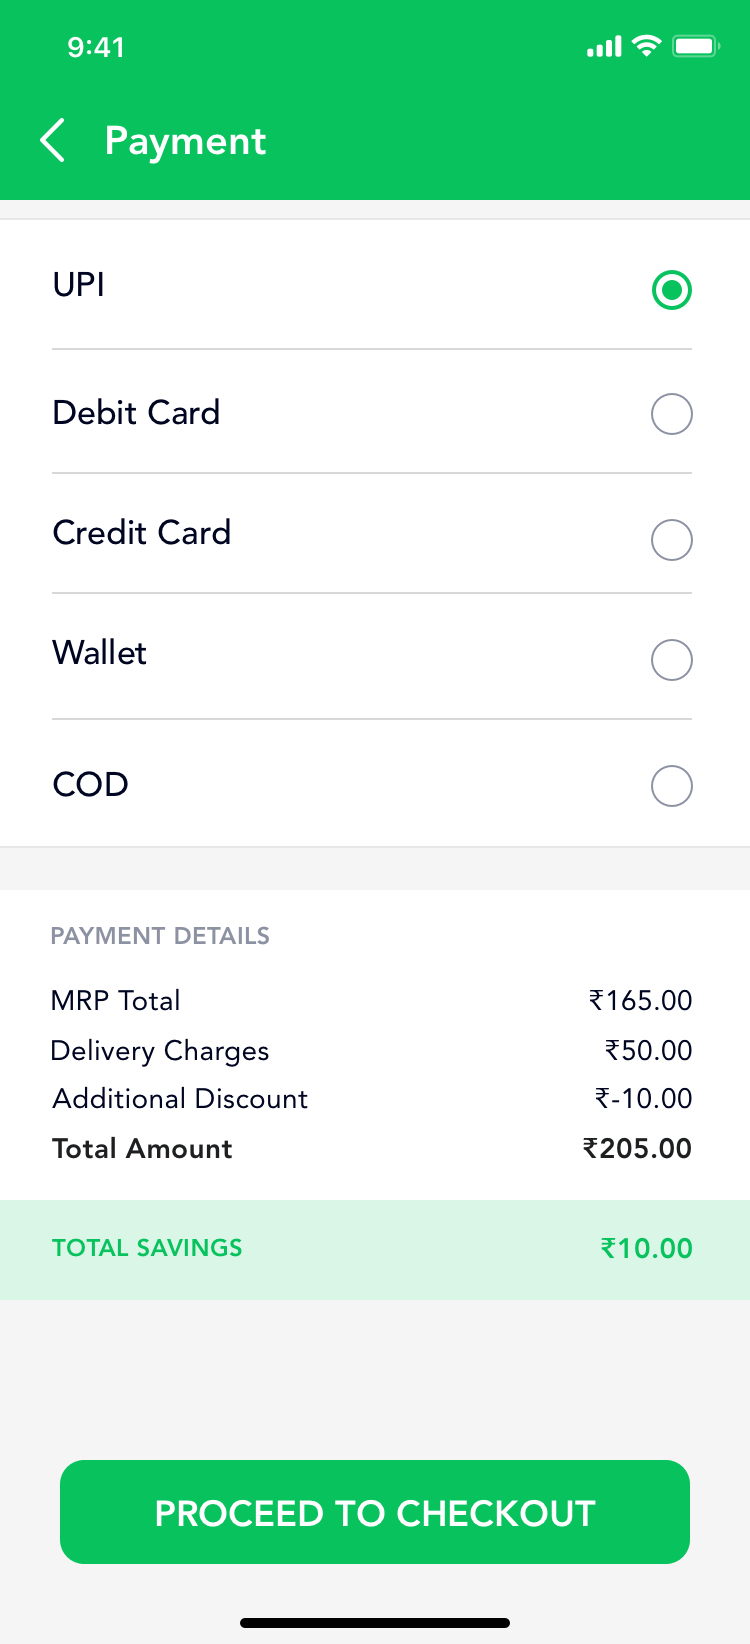 9:41
Payment
UPI
Debit Card
Credit Card
Wallet
COD
PAYMENT DETAILS
MRP Total ₹165.00
Delivery Charges ₹50.00
Additional Discount ₹-10.00
Total Amount ₹205.00
TOTAL SAVINGS ₹10.00
PROCEED TO CHECKOUT